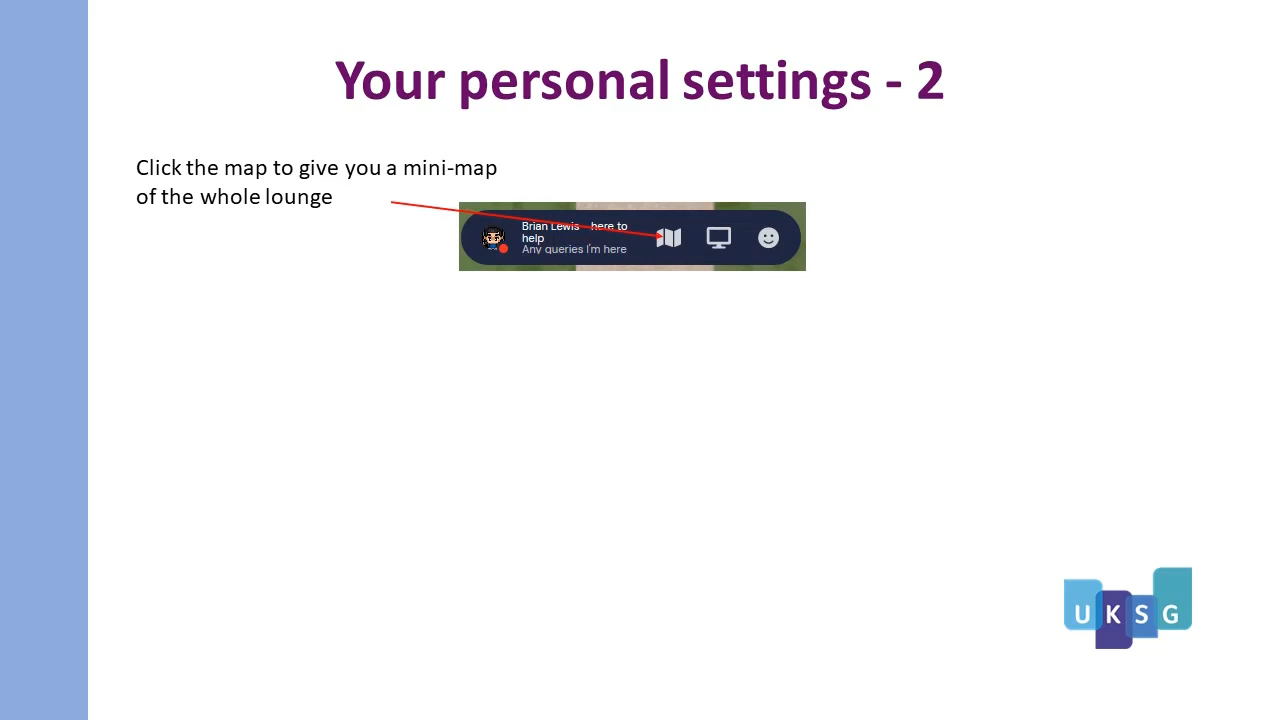 Your personal settings - 2
Click the map to give you a mini-map
of the whole lounge
Brian Lewis - here to
help
Any queries I'm here
UKSG